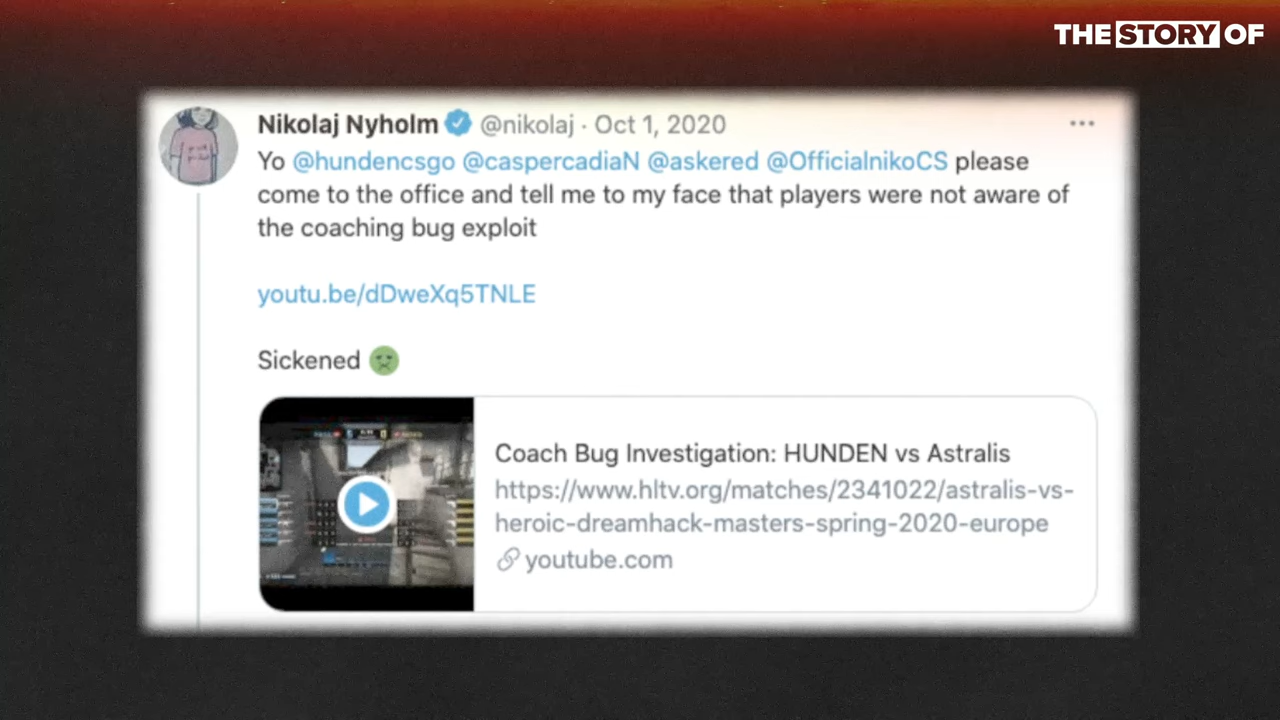 THE STORY OF
Nikolaj Nyholm @nikolaj · Oct 1, 2020
Yo @hundencsgo @caspercadiaN @askered @OfficialnikoCS please
come to the office and tell me to my face that players were not aware of
the coaching bug exploit
youtu.be/dDweXq5TNLE
Sickened
Coach Bug Investigation: HUNDEN vs Astralis
https://www.hltv.org/matches/2341022/astralis-vs-
heroic-dreamhack-masters-spring-2020-europe
youtube.com